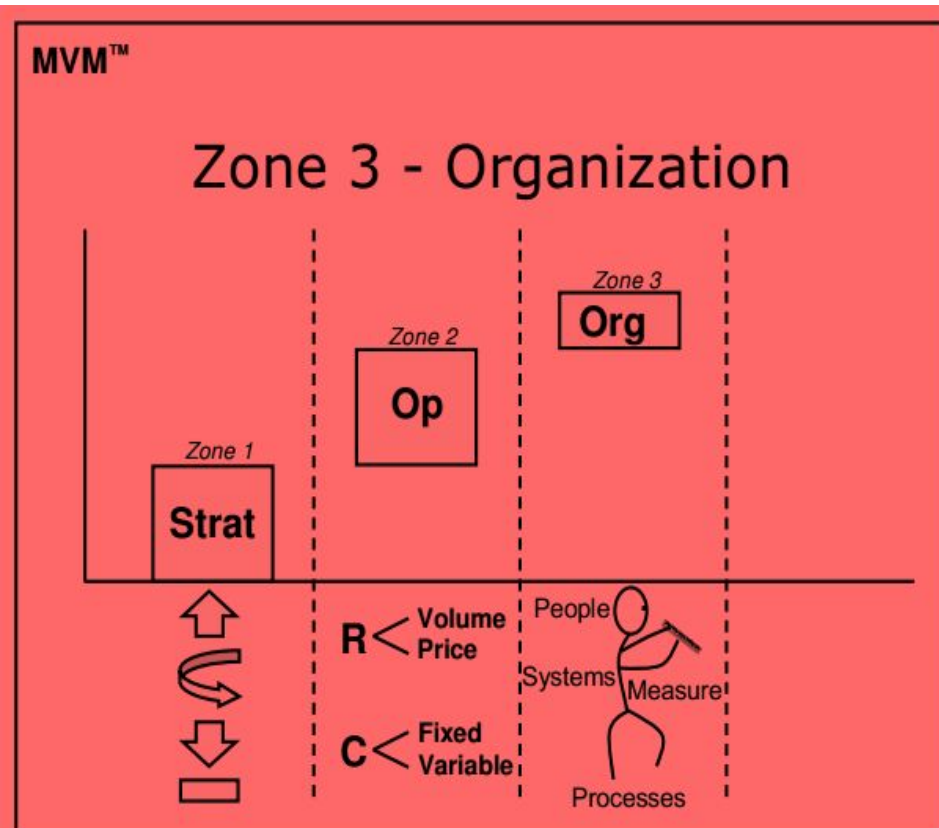 MVM™
Zone 3 - Organization
Zone 3
Org
Zone 2
Op
Zone 1
Strat
R
Volume
Price
C
Fixed
Variable
People
Systems
Measure
Processes